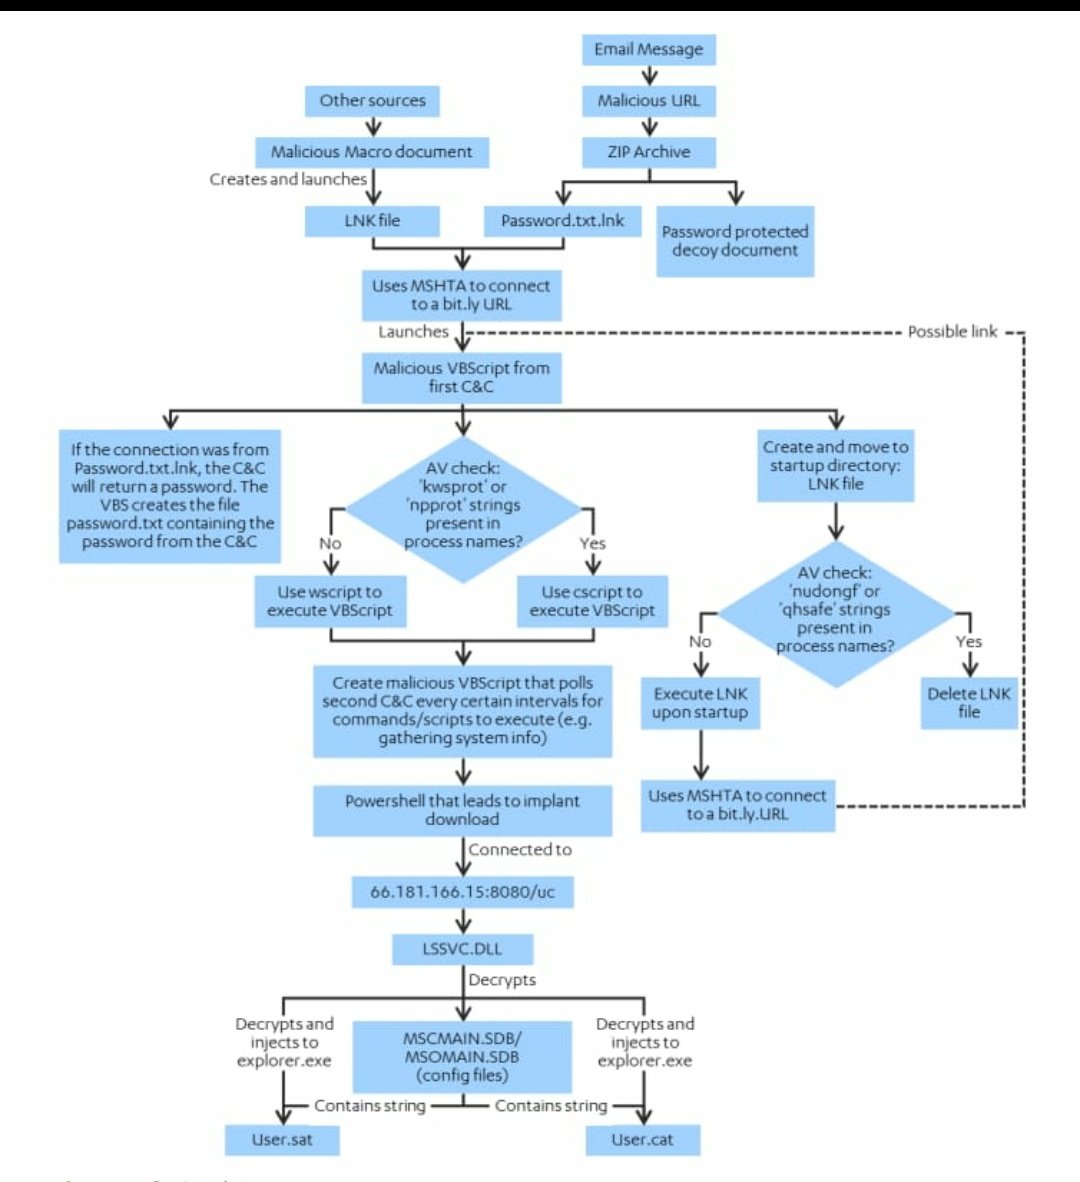 Email Message
Other sources
Malicious URL
Malicious Macro document
ZIP Archive
Creates and launches
LNK file
Password.txt.lnk
Password protected
decoy document
Uses MSHTA to connect
to a bit.ly URL
Launches
Possible link
Malicious VBScript from
first C&C
If the connection was from
Password.txt.lnk, the C&C
will return a password. The
VBS creates the file
password.txt containing the
password from the C&C
AV check:
'kwsprot' or
'npprot' strings
present in
process names?
No
Yes
Use wscript to
execute VBScript
Use cscript to
execute VBScript
Create and move to
startup directory:
LNK file
AV check:
'nudongf' or
'qhsafe' strings
present in
process names?
No
Yes
Execute LNK
upon startup
Delete LNK
file
Uses MSHTA to connect
to a bit.ly.URL
Create malicious VBScript that polls
second C&C every certain intervals for
commands/scripts to execute (e.g.
gathering system info)
Powershell that leads to implant
download
Connected to
66.181.166.15:8080/uc
LSSVC.DLL
Decrypts
Decrypts and
injects to
explorer.exe
MSCMAIN.SDB/
MSOMAIN.SDB
(config files)
Decrypts and
injects to
explorer.exe
Contains string
Contains string
User.sat
User.cat